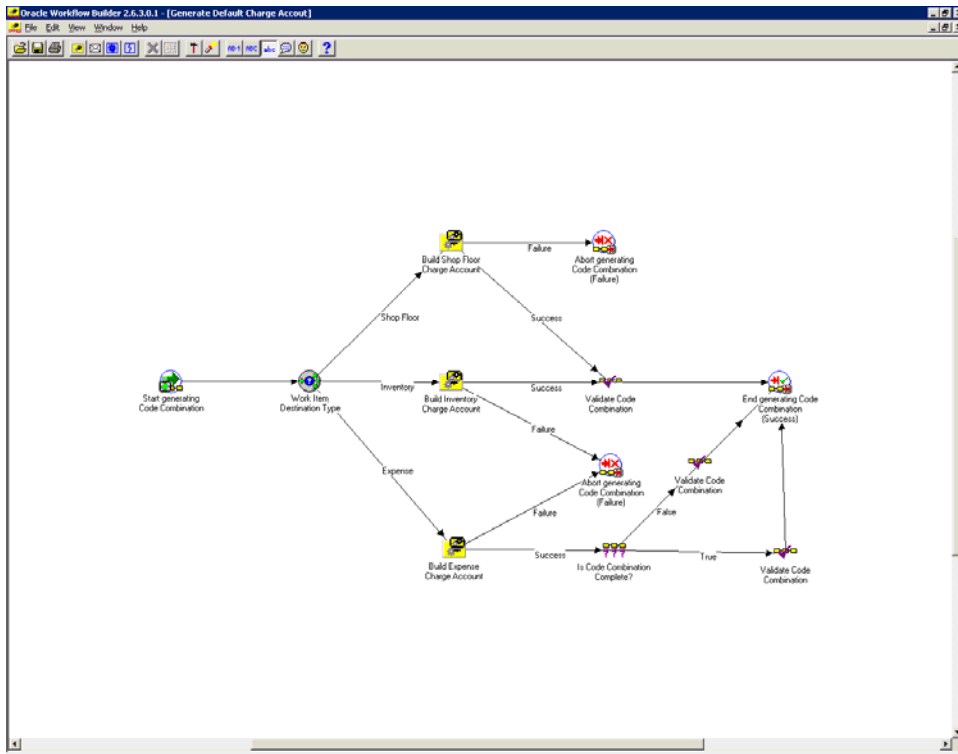 Oracle Workflow Builder 2.6.3.0.1 - [Generate Default Charge Accout]
File Edit View Window Help
Build Shop Floor
Charge Account
Failure
Abort generating
Code Combination
(Failure)
Shop Floor
Success
Start generating
Code Combination
Work Item
Destination Type
Inventory
Build Inventory
Charge Account
Success
Validate Code
Combination
End generating Code
Combination
(Success)
Failure
Expense
Abort generating
Code Combination
(Failure)
Validate Code
Combination
Failure
False
Build Expense
Charge Account
Success
Is Code Combination
Complete?
True
Validate Code
Combination